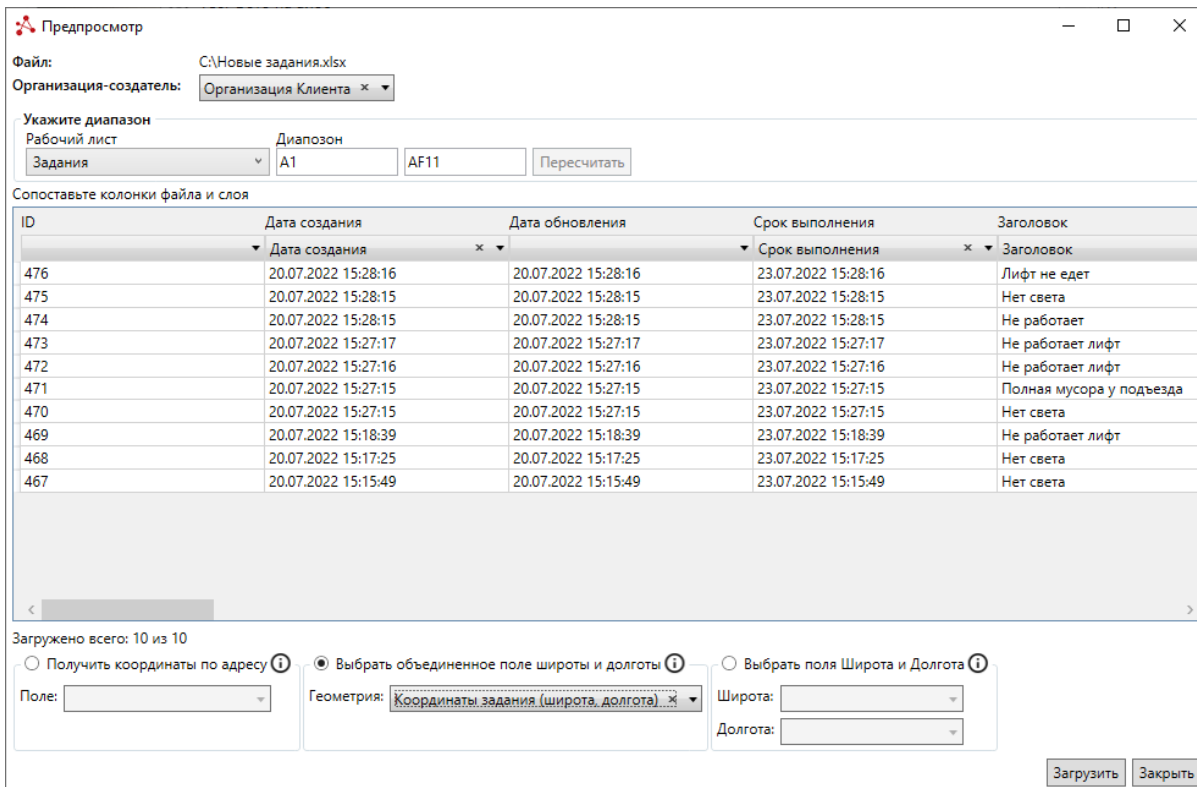 Предпросмотр
Файл: C:\Новые задания.xlsx
Организация-создатель: Организация Клиента
Укажите диапазон
Рабочий лист Диапозон
Задания A1 AF11 Пересчитать
Сопоставьте колонки файла и слоя
ID Дата создания Дата обновления Срок выполнения Заголовок
Дата создания Срок выполнения Заголовок
476 20.07.2022 15:28:16 20.07.2022 15:28:16 23.07.2022 15:28:16 Лифт не едет
475 20.07.2022 15:28:15 20.07.2022 15:28:15 23.07.2022 15:28:15 Нет света
474 20.07.2022 15:28:15 20.07.2022 15:28:15 23.07.2022 15:28:15 Не работает
473 20.07.2022 15:27:17 20.07.2022 15:27:17 23.07.2022 15:27:17 Не работает лифт
472 20.07.2022 15:27:16 20.07.2022 15:27:16 23.07.2022 15:27:16 Не работает лифт
471 20.07.2022 15:27:15 20.07.2022 15:27:15 23.07.2022 15:27:15 Полная мусора у подъезда
470 20.07.2022 15:27:15 20.07.2022 15:27:15 23.07.2022 15:27:15 Нет света
469 20.07.2022 15:18:39 20.07.2022 15:18:39 23.07.2022 15:18:39 Не работает лифт
468 20.07.2022 15:17:25 20.07.2022 15:17:25 23.07.2022 15:17:25 Нет света
467 20.07.2022 15:15:49 20.07.2022 15:15:49 23.07.2022 15:15:49 Нет света
Загружено всего: 10 из 10
Получить координаты по адресу Выбрать объединенное поле широты и долготы Выбрать поля Широта и Долгота
Поле: Геометрия: Координаты задания (широта, долгота) Широта:
Долгота:
Загрузить Закрыть